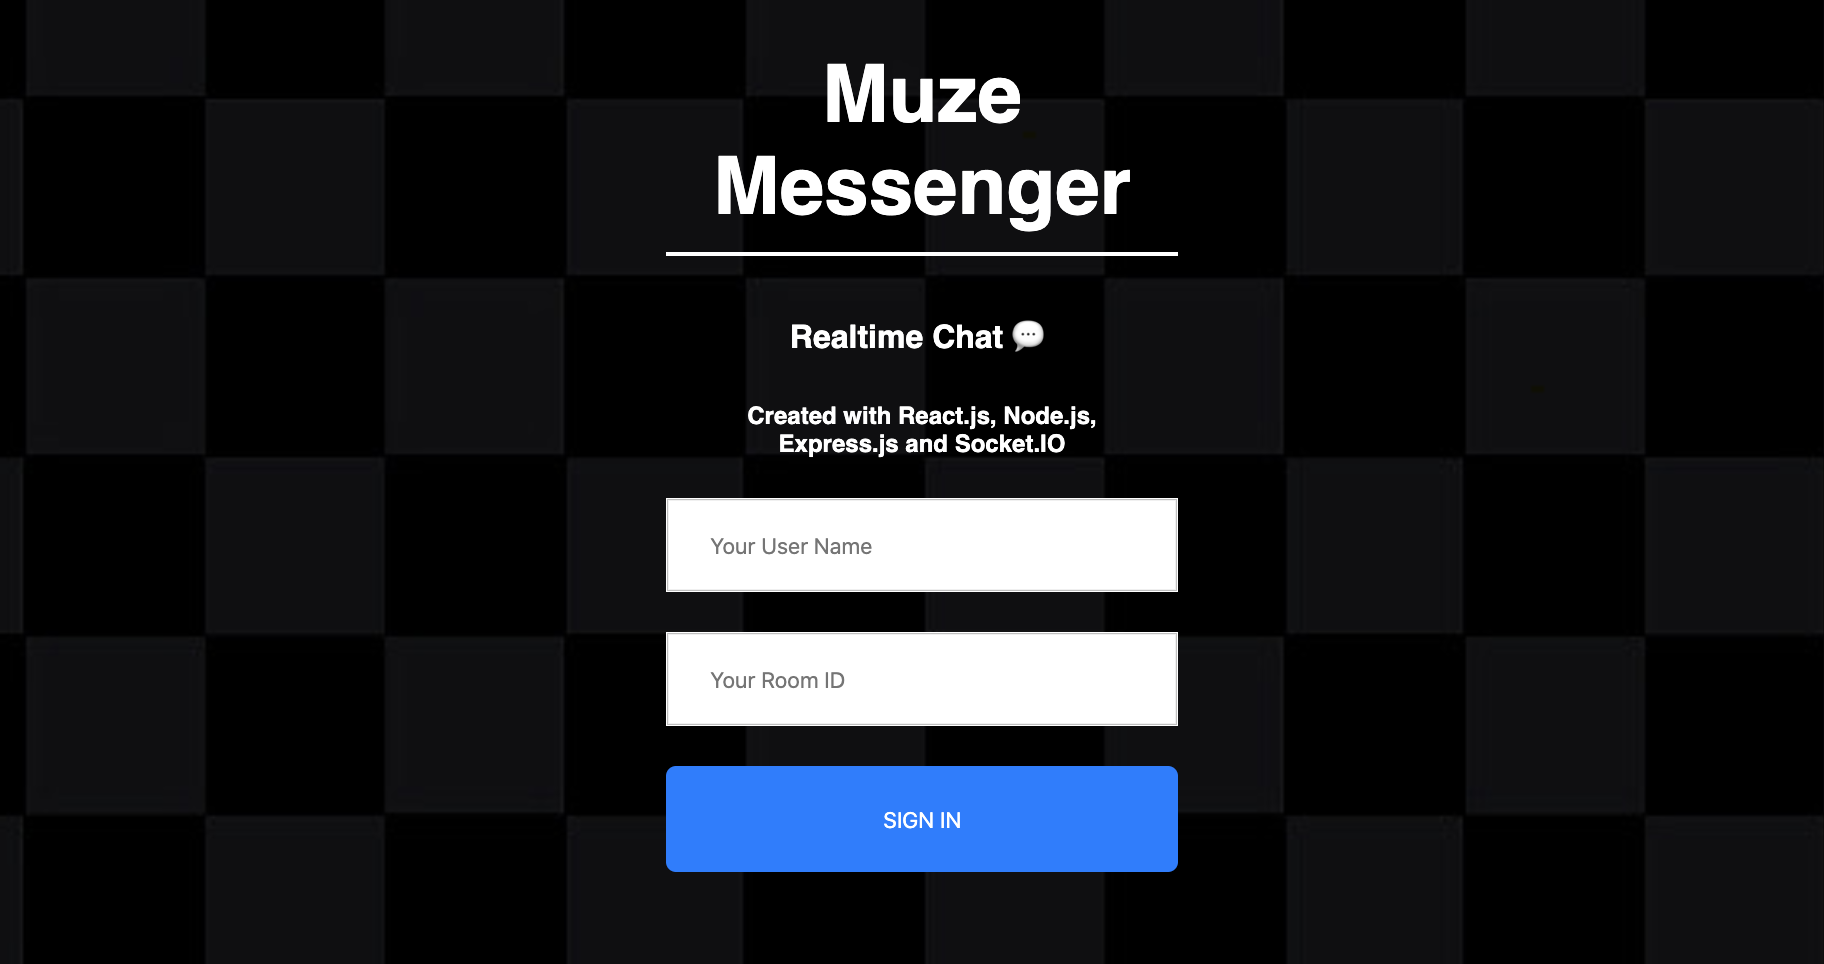 Muze
Messenger
Realtime Chat 💬
Created with React.js, Node.js,
Express.js and Socket.IO
Your User Name
Your Room ID
SIGN IN